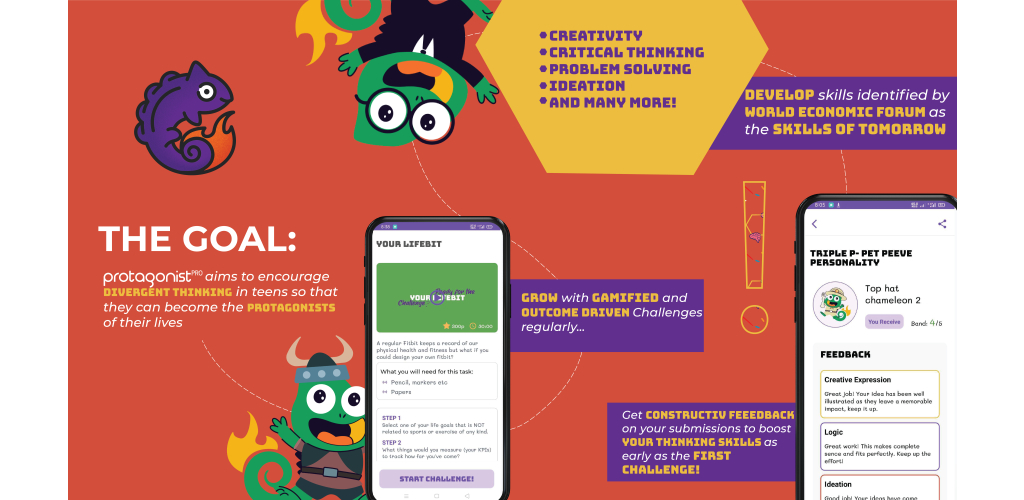 CREATIVITY
CRITICAL THINKING
PROBLEM SOLVING
IDEATION
AND MANY MORE!
DEVELOP skills identified by
WORLD ECONOMIC FORUM as
the SKILLS OF TOMORROW
THE GOAL:
protagonist PRO aims to encourage
DIVERGENT THINKING in teens so that
they can become the PROTAGONISTS
of their lives
YOUR LIFEBIT
Ready for the
YOUR LIFEBIT
Challenge
200p 30:00
A regular Fitbit keeps a record of our
physical health and fitness but what if you
could design your own Fitbit?
What you will need for this task:
Pencil, markers etc
Papers
STEP 1
Select one of your life goals that is NOT
related to sports or exercise of any kind.
STEP 2
What things would you measure (your KPIs)
to track how far you've come?
START CHALLENGE!
GROW with GAMIFIED and
OUTCOME DRIVEN Challenges
regularly...
Get CONSTRUCTIV FEEEDBACK
on your submissions to boost
YOUR THINKING SKILLS as
early as the FIRST
CHALLENGE!
8:05
TRIPLE P- PET PEEVE
PERSONALITY
Top hat
chameleon 2
You Receive
Band: 4/5
FEEDBACK
Creative Expression
Great Job! Your idea has been well
illustrated as they leave a memorable
impact, keep it up.
Logic
Great work! This makes complete
sence and fits perfectly. Keep up the
effort!
Ideation
Good job! Your ideas have some